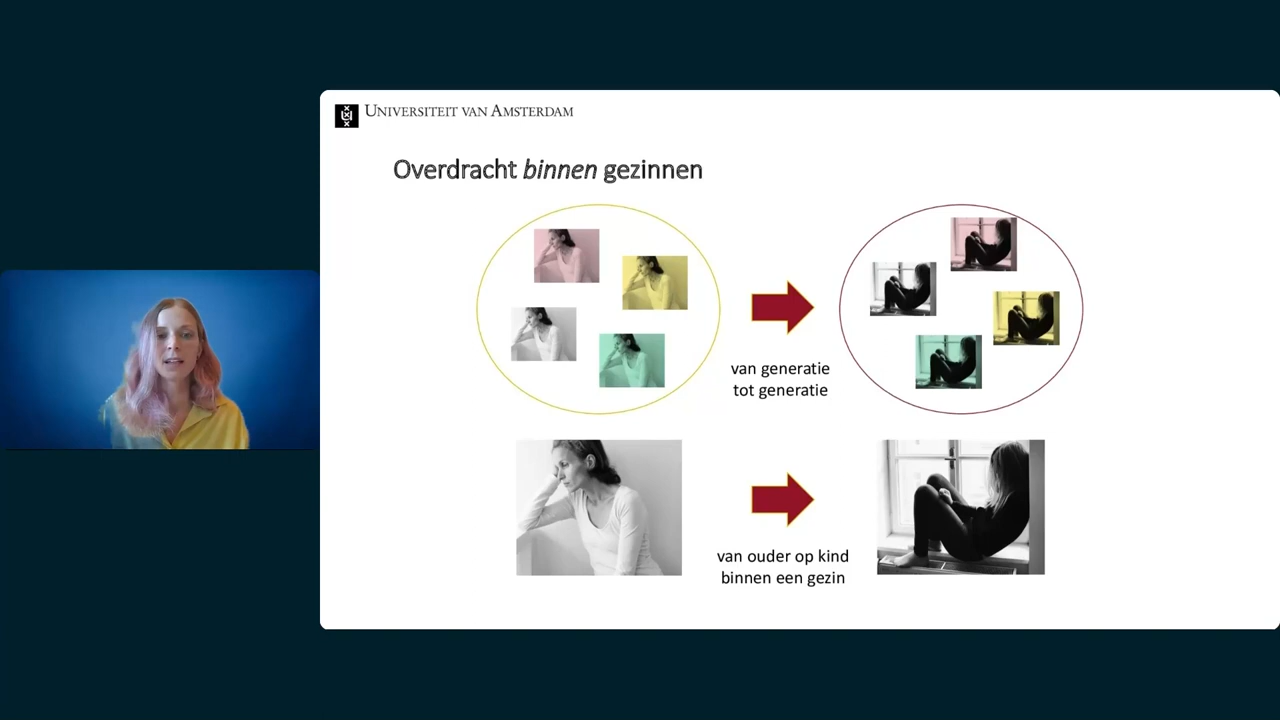 UNIVERSITEIT VAN AMSTERDAM
Overdracht binnen gezinnen
van generatie
tot generatie
van ouder op kind
binnen een gezin